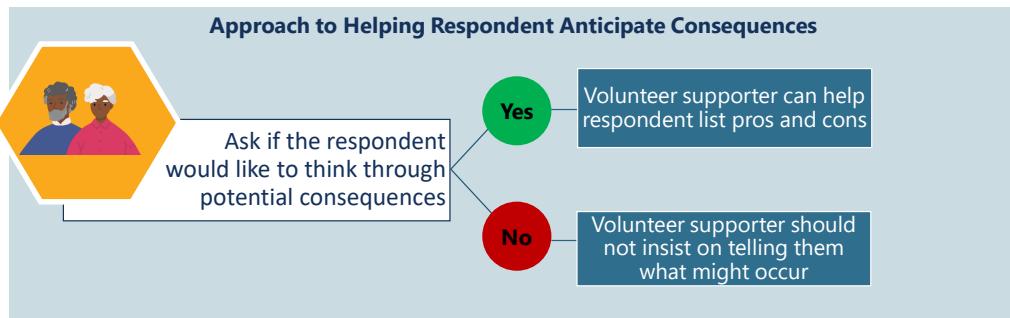 Approach to Helping Respondent Anticipate Consequences
Ask if the respondent
would like to think through
potential consequences
Yes
Volunteer supporter can help
respondent list pros and cons
No
Volunteer supporter should
not insist on telling them
what might occur